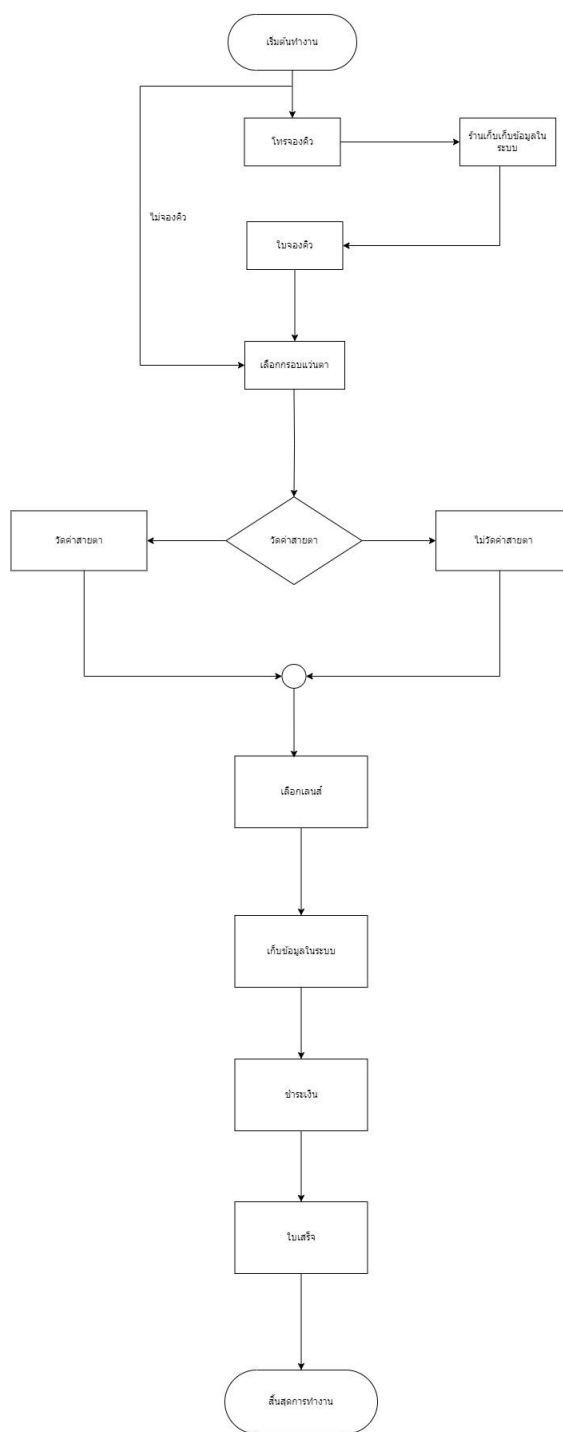 เริ่มต้นทำงาน
โทรจองคิว
ร้านเก็บเก็บข้อมูลใน
ระบบ
ไม่จองคิว
ใบจองคิว
เลือกกรอบแว่นตา
วัดค่าสายตา
วัดค่าสายตา
ไม่วัดค่าสายตา
เลือกเลนส์
เก็บข้อมูลในระบบ
ชำระเงิน
ใบเสร็จ
สิ้นสุดการทำงาน